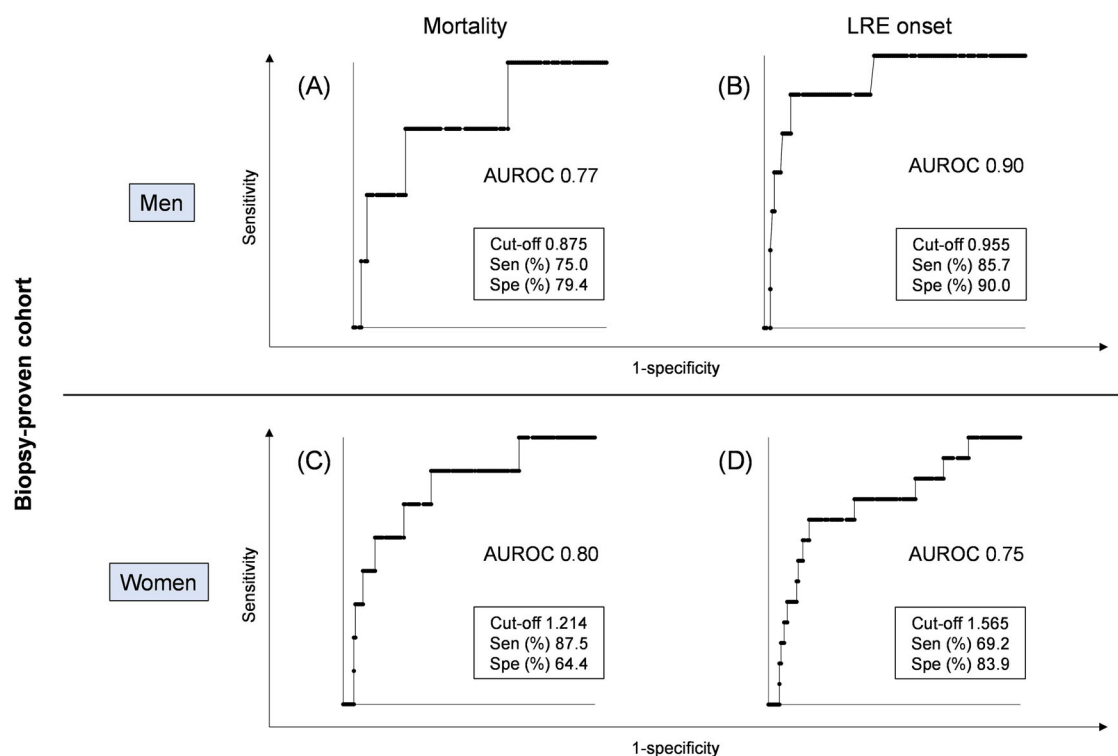 Mortality
LRE onset
Biopsy-proven cohort
Men
Sensitivity
(A)
AUROC 0.77
Cut-off 0.875
Sen (%) 75.0
Spe (%) 79.4
(B)
AUROC 0.90
Cut-off 0.955
Sen (%) 85.7
Spe (%) 90.0
1-specificity
Women
Sensitivity
(C)
AUROC 0.80
Cut-off 1.214
Sen (%) 87.5
Spe (%) 64.4
(D)
AUROC 0.75
Cut-off 1.565
Sen (%) 69.2
Spe (%) 83.9
1-specificity